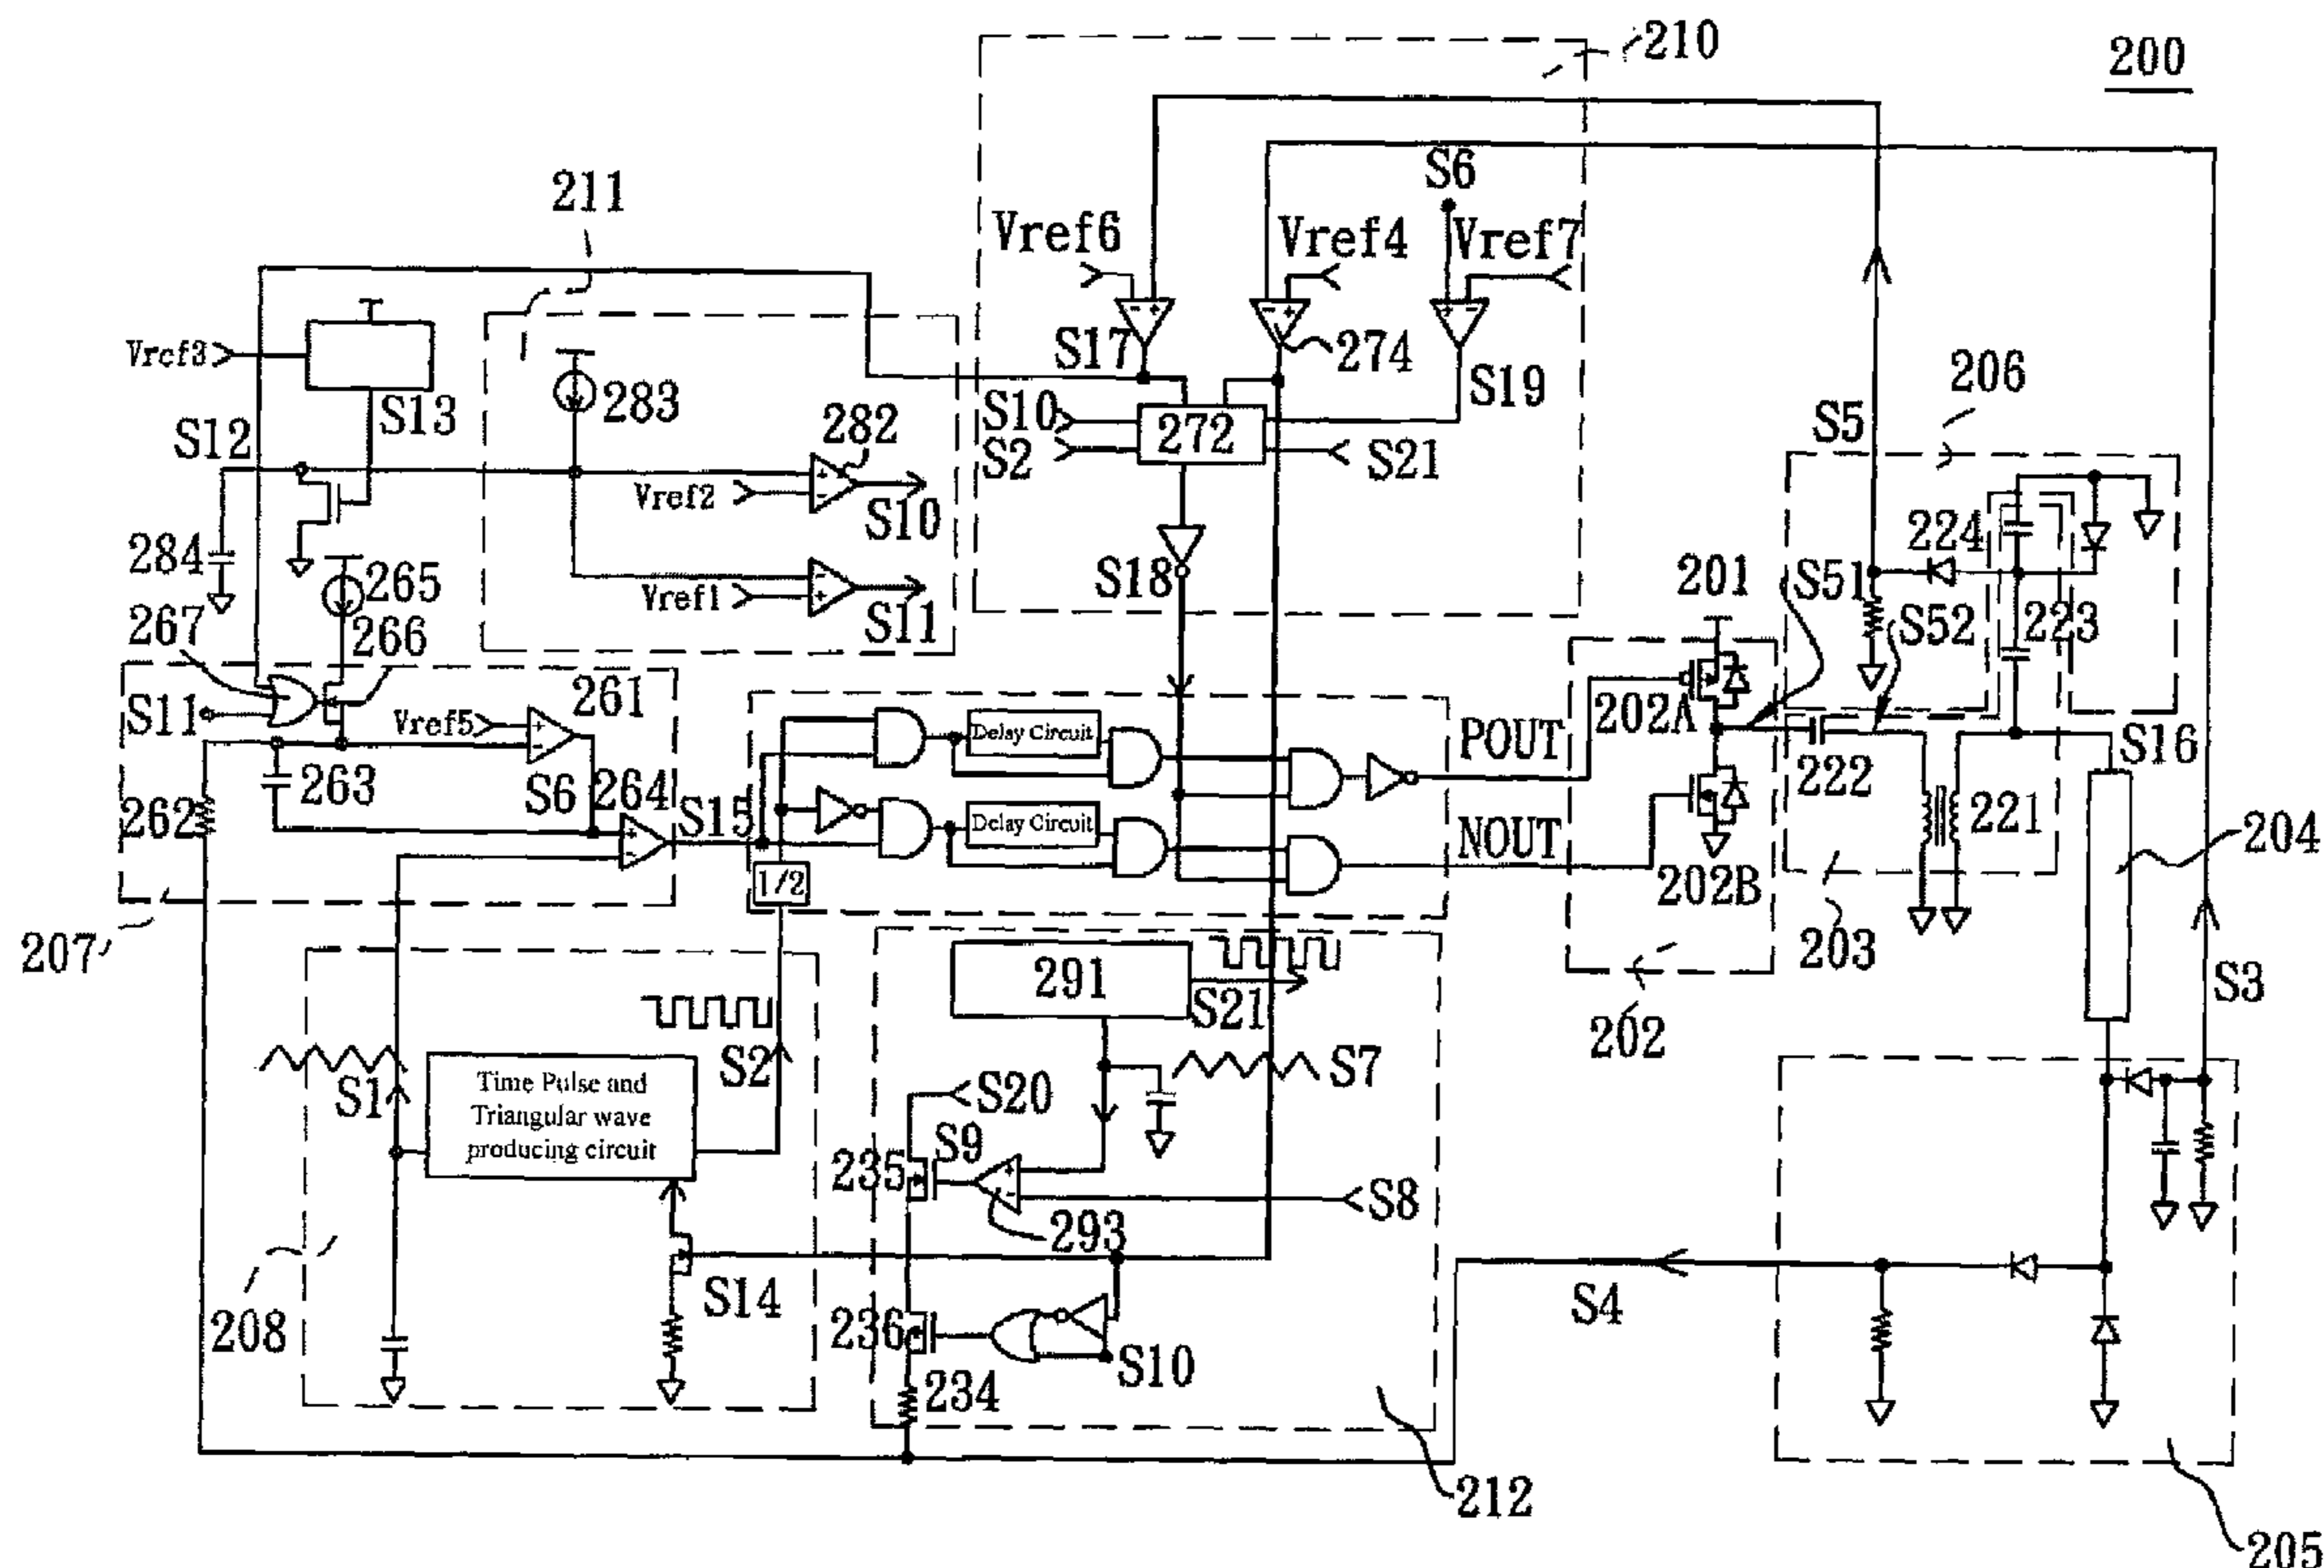 210
200
211
S6
Vref6
Vref4
Vref7
Vref3
S17
274
S19
206
283
S13
S12
282
S10
272
S5
S2
S21
Vref2
S10
284
224
S18
201
S51
265
Vref1
S11
S52
223
267
266
261
S11
Vref5
202A
S16
Delay Circuit
POUT
263
S6
264
222
262
S15
Delay Circuit
NOUT
221
204
1/2
202B
207
203
291
S21
S3
202
S2
S7
Time Pulse and
Triangular wave
producing circuit
S1
S20
S9
235
S8
293
S14
S4
208
236
S10
234
212
205